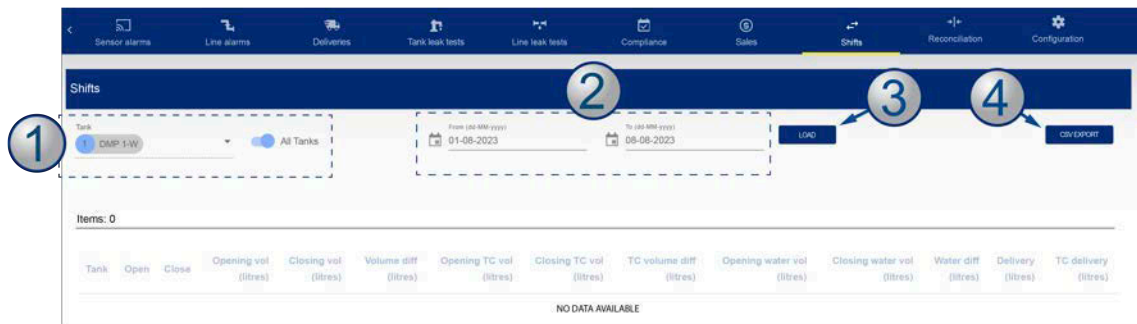 Sensor alarms Line alarms Deliveries Tank leak tests Line leak tests Compliance Sales Shifts Reconciliation Configuration
Shifts
1 2 3 4
Tank From (dd-MM-yyyy) To (dd-MM-yyyy)
1 DMP 1-W All Tanks 01-08-2023 08-08-2023 LOAD CSV EXPORT
Items: 0
Tank Open Close Opening vol (litres) Closing vol (litres) Volume diff (litres) Opening TC vol (litres) Closing TC vol (litres) TC volume diff (litres) Opening water vol (litres) Closing water vol (litres) Water diff (litres) Delivery (litres) TC delivery (litres)
NO DATA AVAILABLE